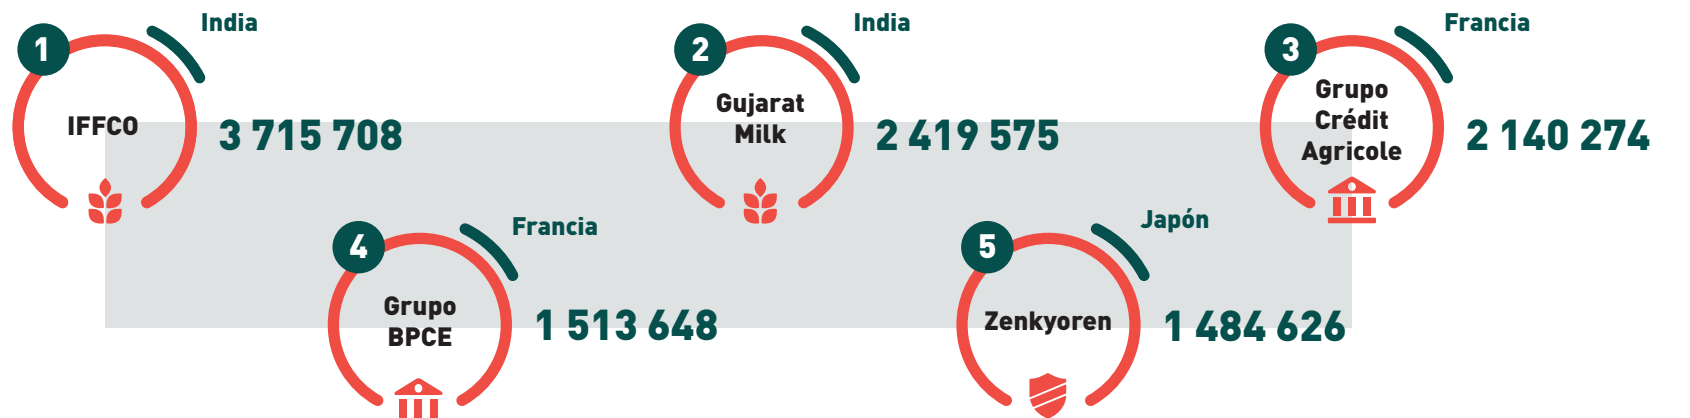 1
India
IFFCO
3 715 708
2
India
Gujarat
Milk
2 419 575
3
Francia
Grupo
Crédit
Agricole
2 140 274
4
Francia
Grupo
BPCE
1 513 648
5
Japón
Zenkyoren
1 484 626